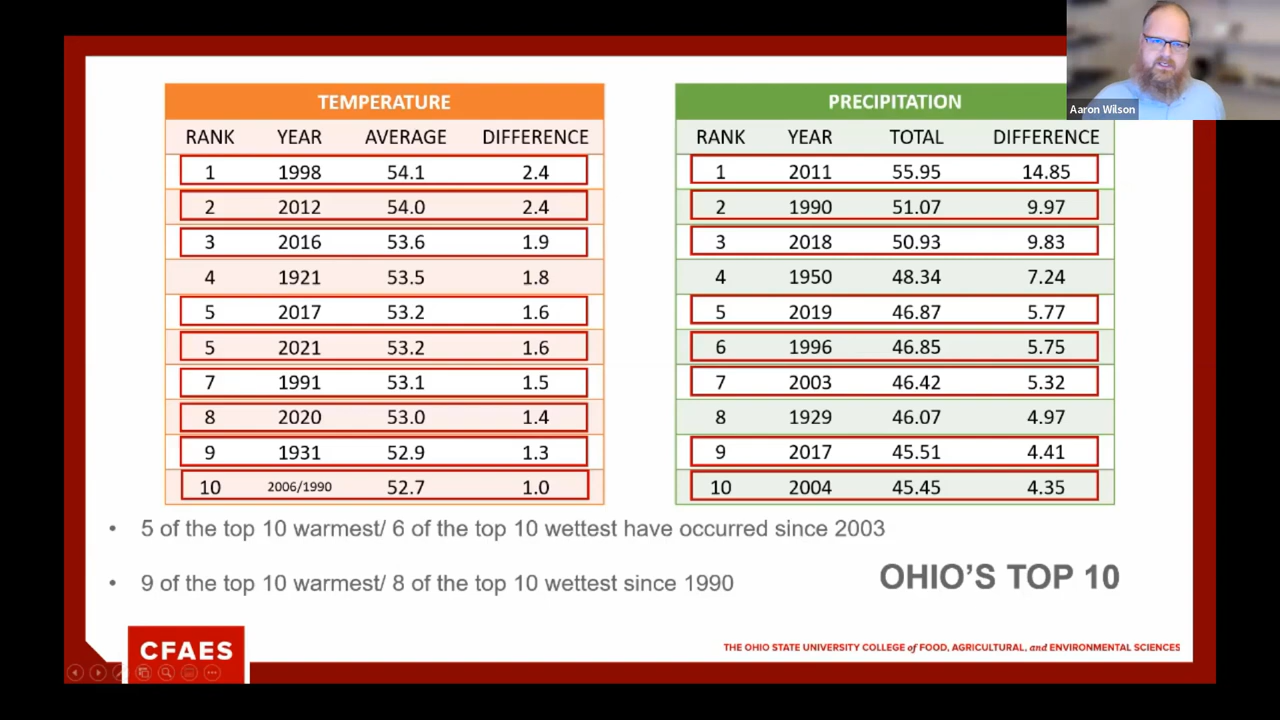 Aaron Wilson
TEMPERATURE
RANK YEAR AVERAGE DIFFERENCE
1 1998 54.1 2.4
2 2012 54.0 2.4
3 2016 53.6 1.9
4 1921 53.5 1.8
5 2017 53.2 1.6
5 2021 53.2 1.6
7 1991 53.1 1.5
8 2020 53.0 1.4
9 1931 52.9 1.3
10 2006/1990 52.7 1.0
PRECIPITATION
RANK YEAR TOTAL DIFFERENCE
1 2011 55.95 14.85
2 1990 51.07 9.97
3 2018 50.93 9.83
4 1950 48.34 7.24
5 2019 46.87 5.77
6 1996 46.85 5.75
7 2003 46.42 5.32
8 1929 46.07 4.97
9 2017 45.51 4.41
10 2004 45.45 4.35
• 5 of the top 10 warmest/ 6 of the top 10 wettest have occurred since 2003
• 9 of the top 10 warmest/ 8 of the top 10 wettest since 1990
OHIO'S TOP 10
CFAES
THE OHIO STATE UNIVERSITY COLLEGE of FOOD, AGRICULTURAL, and ENVIRONMENTAL SCIENCES